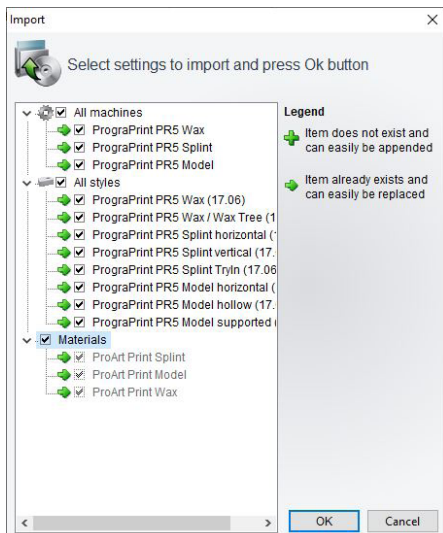 Import
Select settings to import and press Ok button
All machines
PrograPrint PR5 Wax
PrograPrint PR5 Splint
PrograPrint PR5 Model
All styles
PrograPrint PR5 Wax (17.06)
PrograPrint PR5 Wax / Wax Tree (1
PrograPrint PR5 Splint horizontal (
PrograPrint PR5 Splint vertical (17.
PrograPrint PR5 Splint TryIn (17.06
PrograPrint PR5 Model horizontal (
PrograPrint PR5 Model hollow (17.
PrograPrint PR5 Model supported (
Materials
ProArt Print Splint
ProArt Print Model
ProArt Print Wax
Legend
Item does not exist and
can easily be appended
Item already exists and
can easily be replaced
OK
Cancel